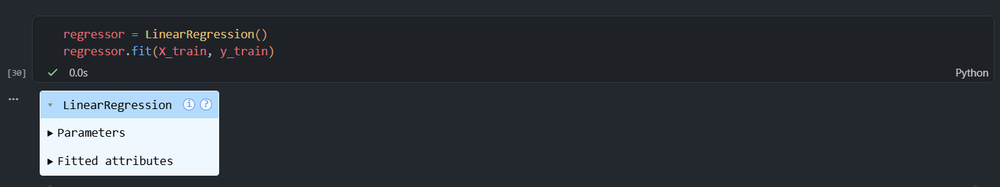 regressor = LinearRegression()
regressor.fit(X_train, y_train)
[30]
0.0s
Python
...
LinearRegression i ?
Parameters
Fitted attributes